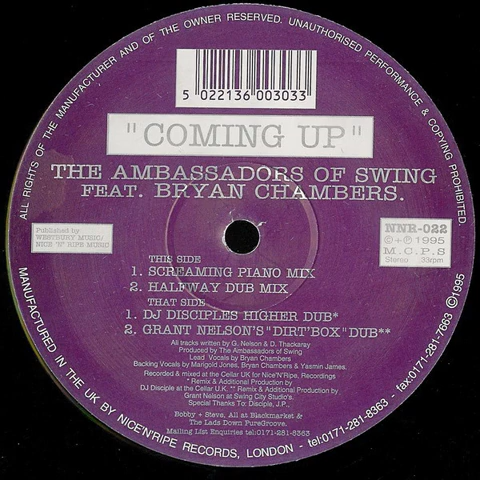 ALL RIGHTS OF THE MANUFACTURER AND OF THE OWNER RESERVED. UNAUTHORISED PERFORMANCE & COPYING PROHIBITED.
5 022136 003033
"COMING UP"
THE AMBASSADORS OF SWING
FEAT. BRYAN CHAMBERS.
Published by
WESTBURY MUSIC/
NICE 'N' RIPE MUSIC
NNR-022
©+℗1995
M.C.P.S
Stereo 33rpm
THIS SIDE
1. SCREAMING PIANO MIX
2. HALFWAY DUB MIX
THAT SIDE
1. DJ DISCIPLES HIGHER DUB*
2. GRANT NELSON'S "DIRT'BOX" DUB**
All tracks written by G. Nelson & D. Thackaray
Produced by The Ambassadors of Swing
Lead Vocals by Bryan Chambers
Backing Vocals by Marigold Jones, Bryan Chambers & Yasmin James.
Recorded & mixed at the Cellar UK for Nice'N'Ripe, Recordings
* Remix & Additional Production by
DJ Disciple at the Cellar U.K. ** Remix & Additional Production by
Grant Nelson at Swing City Studio's.
Special Thanks To: Disciple, J.P.,
Bobby + Steve, All at Blackmarket &
The Lads Down PureGroove.
Mailing List Enquiries tel:0171-281-8363
MANUFACTURED IN THE UK BY NICE'N'RIPE RECORDS, LONDON - tel:0171-281-8363 - fax:0171-281-7663 ©1995